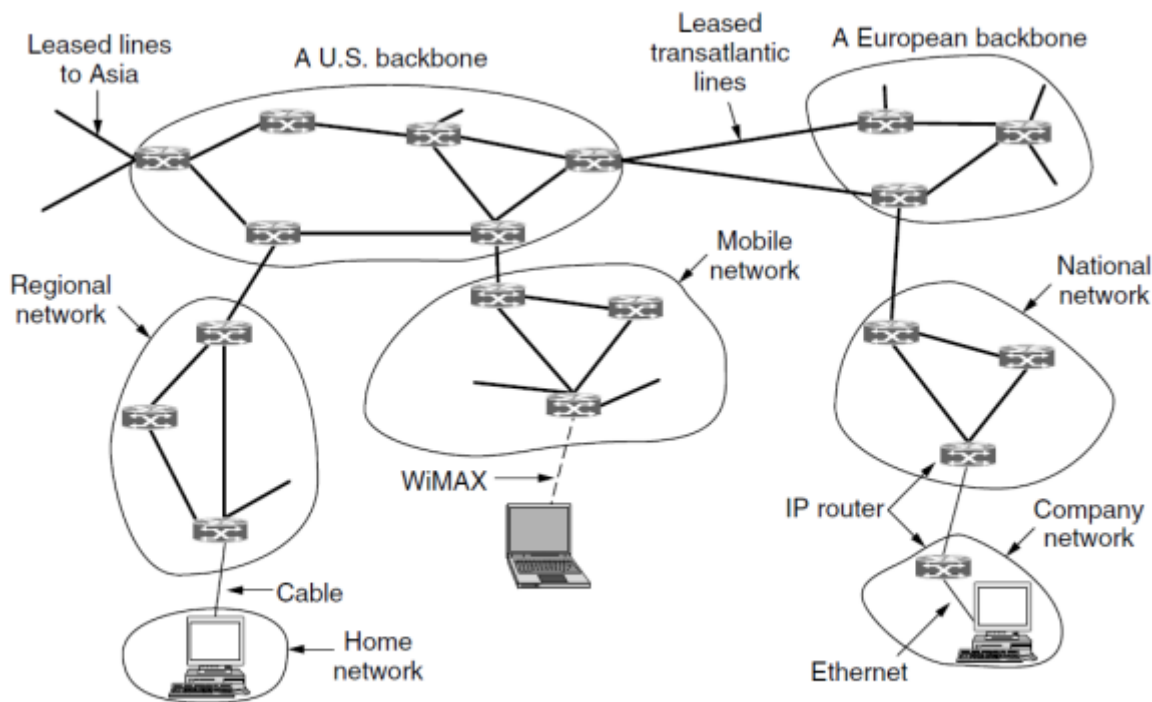 Leased lines
to Asia
A U.S. backbone
Leased
transatlantic
lines
A European backbone
Regional
network
Mobile
network
National
network
WiMAX
IP router
Company
network
Cable
Home
network
Ethernet